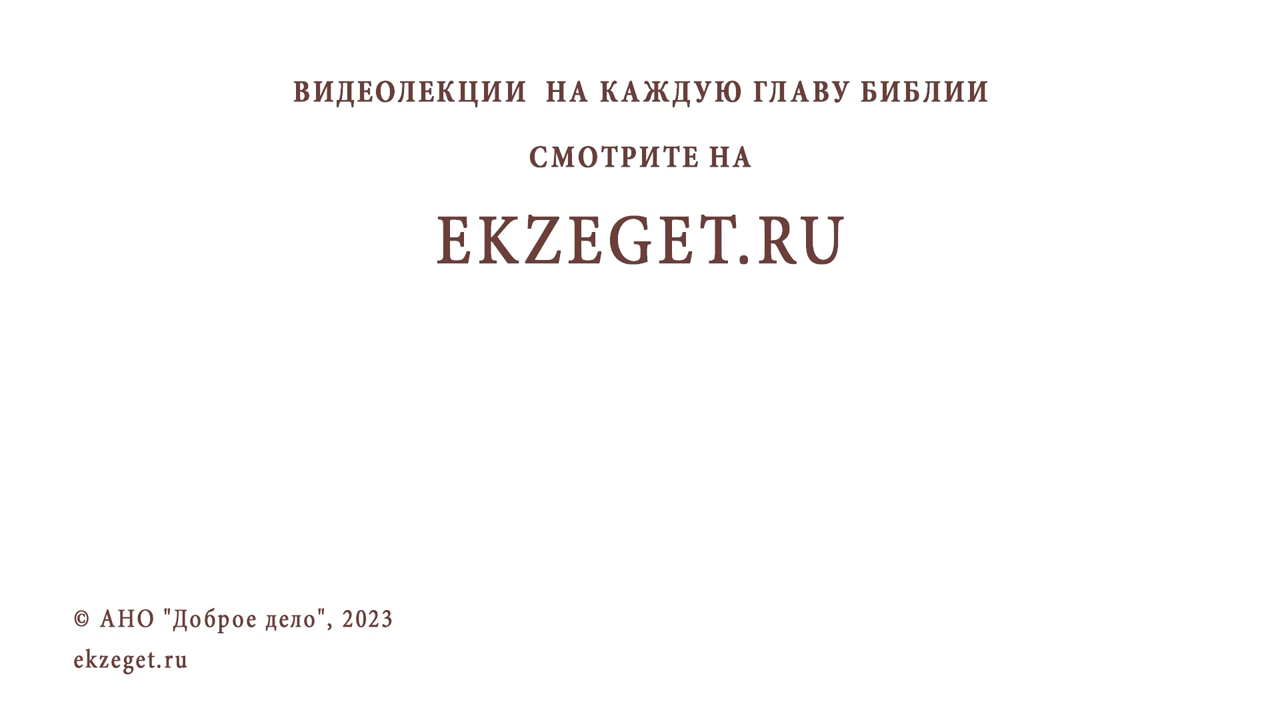 ВИДЕОЛЕКЦИИ НА КАЖДУЮ ГЛАВУ БИБЛИИ
СМОТРИТЕ НА
EKZEGET.RU
© АНО "Доброе дело", 2023
ekzeget.ru